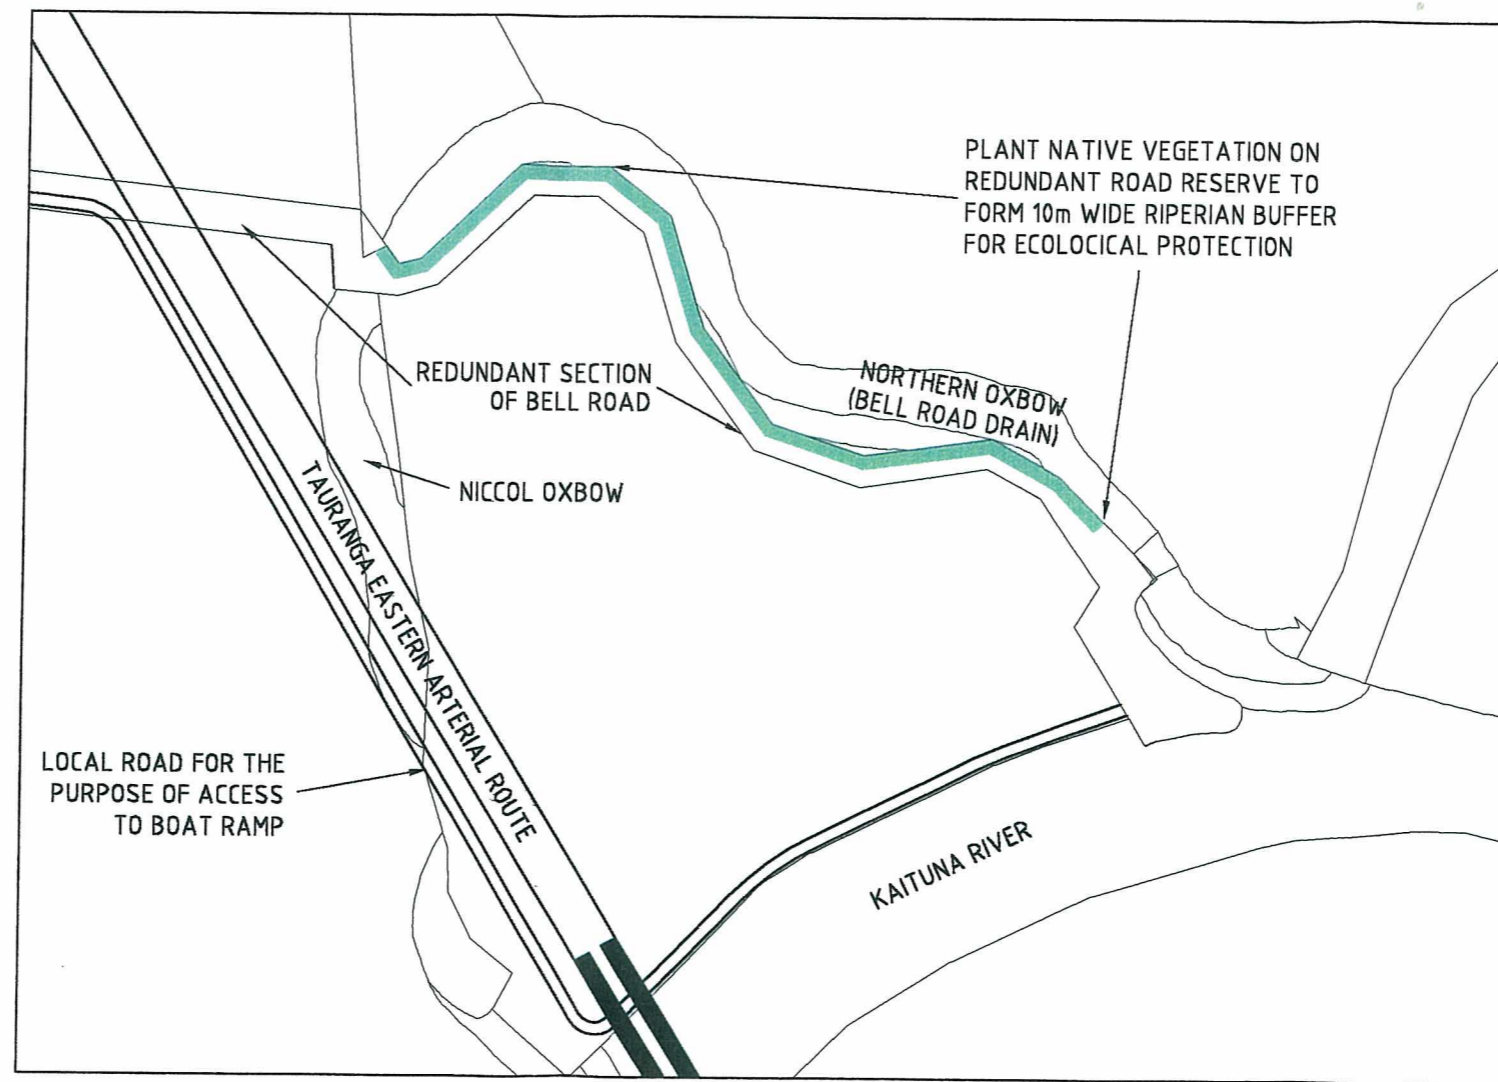 PLANT NATIVE VEGETATION ON
REDUNDANT ROAD RESERVE TO
FORM 10m WIDE RIPERIAN BUFFER
FOR ECOLOCICAL PROTECTION
REDUNDANT SECTION
OF BELL ROAD
NORTHERN OXBOW
(BELL ROAD DRAIN)
NICCOL OXBOW
TAURANGA EASTERN ARTERIAL ROUTE
LOCAL ROAD FOR THE
PURPOSE OF ACCESS
TO BOAT RAMP
KAITUNA RIVER